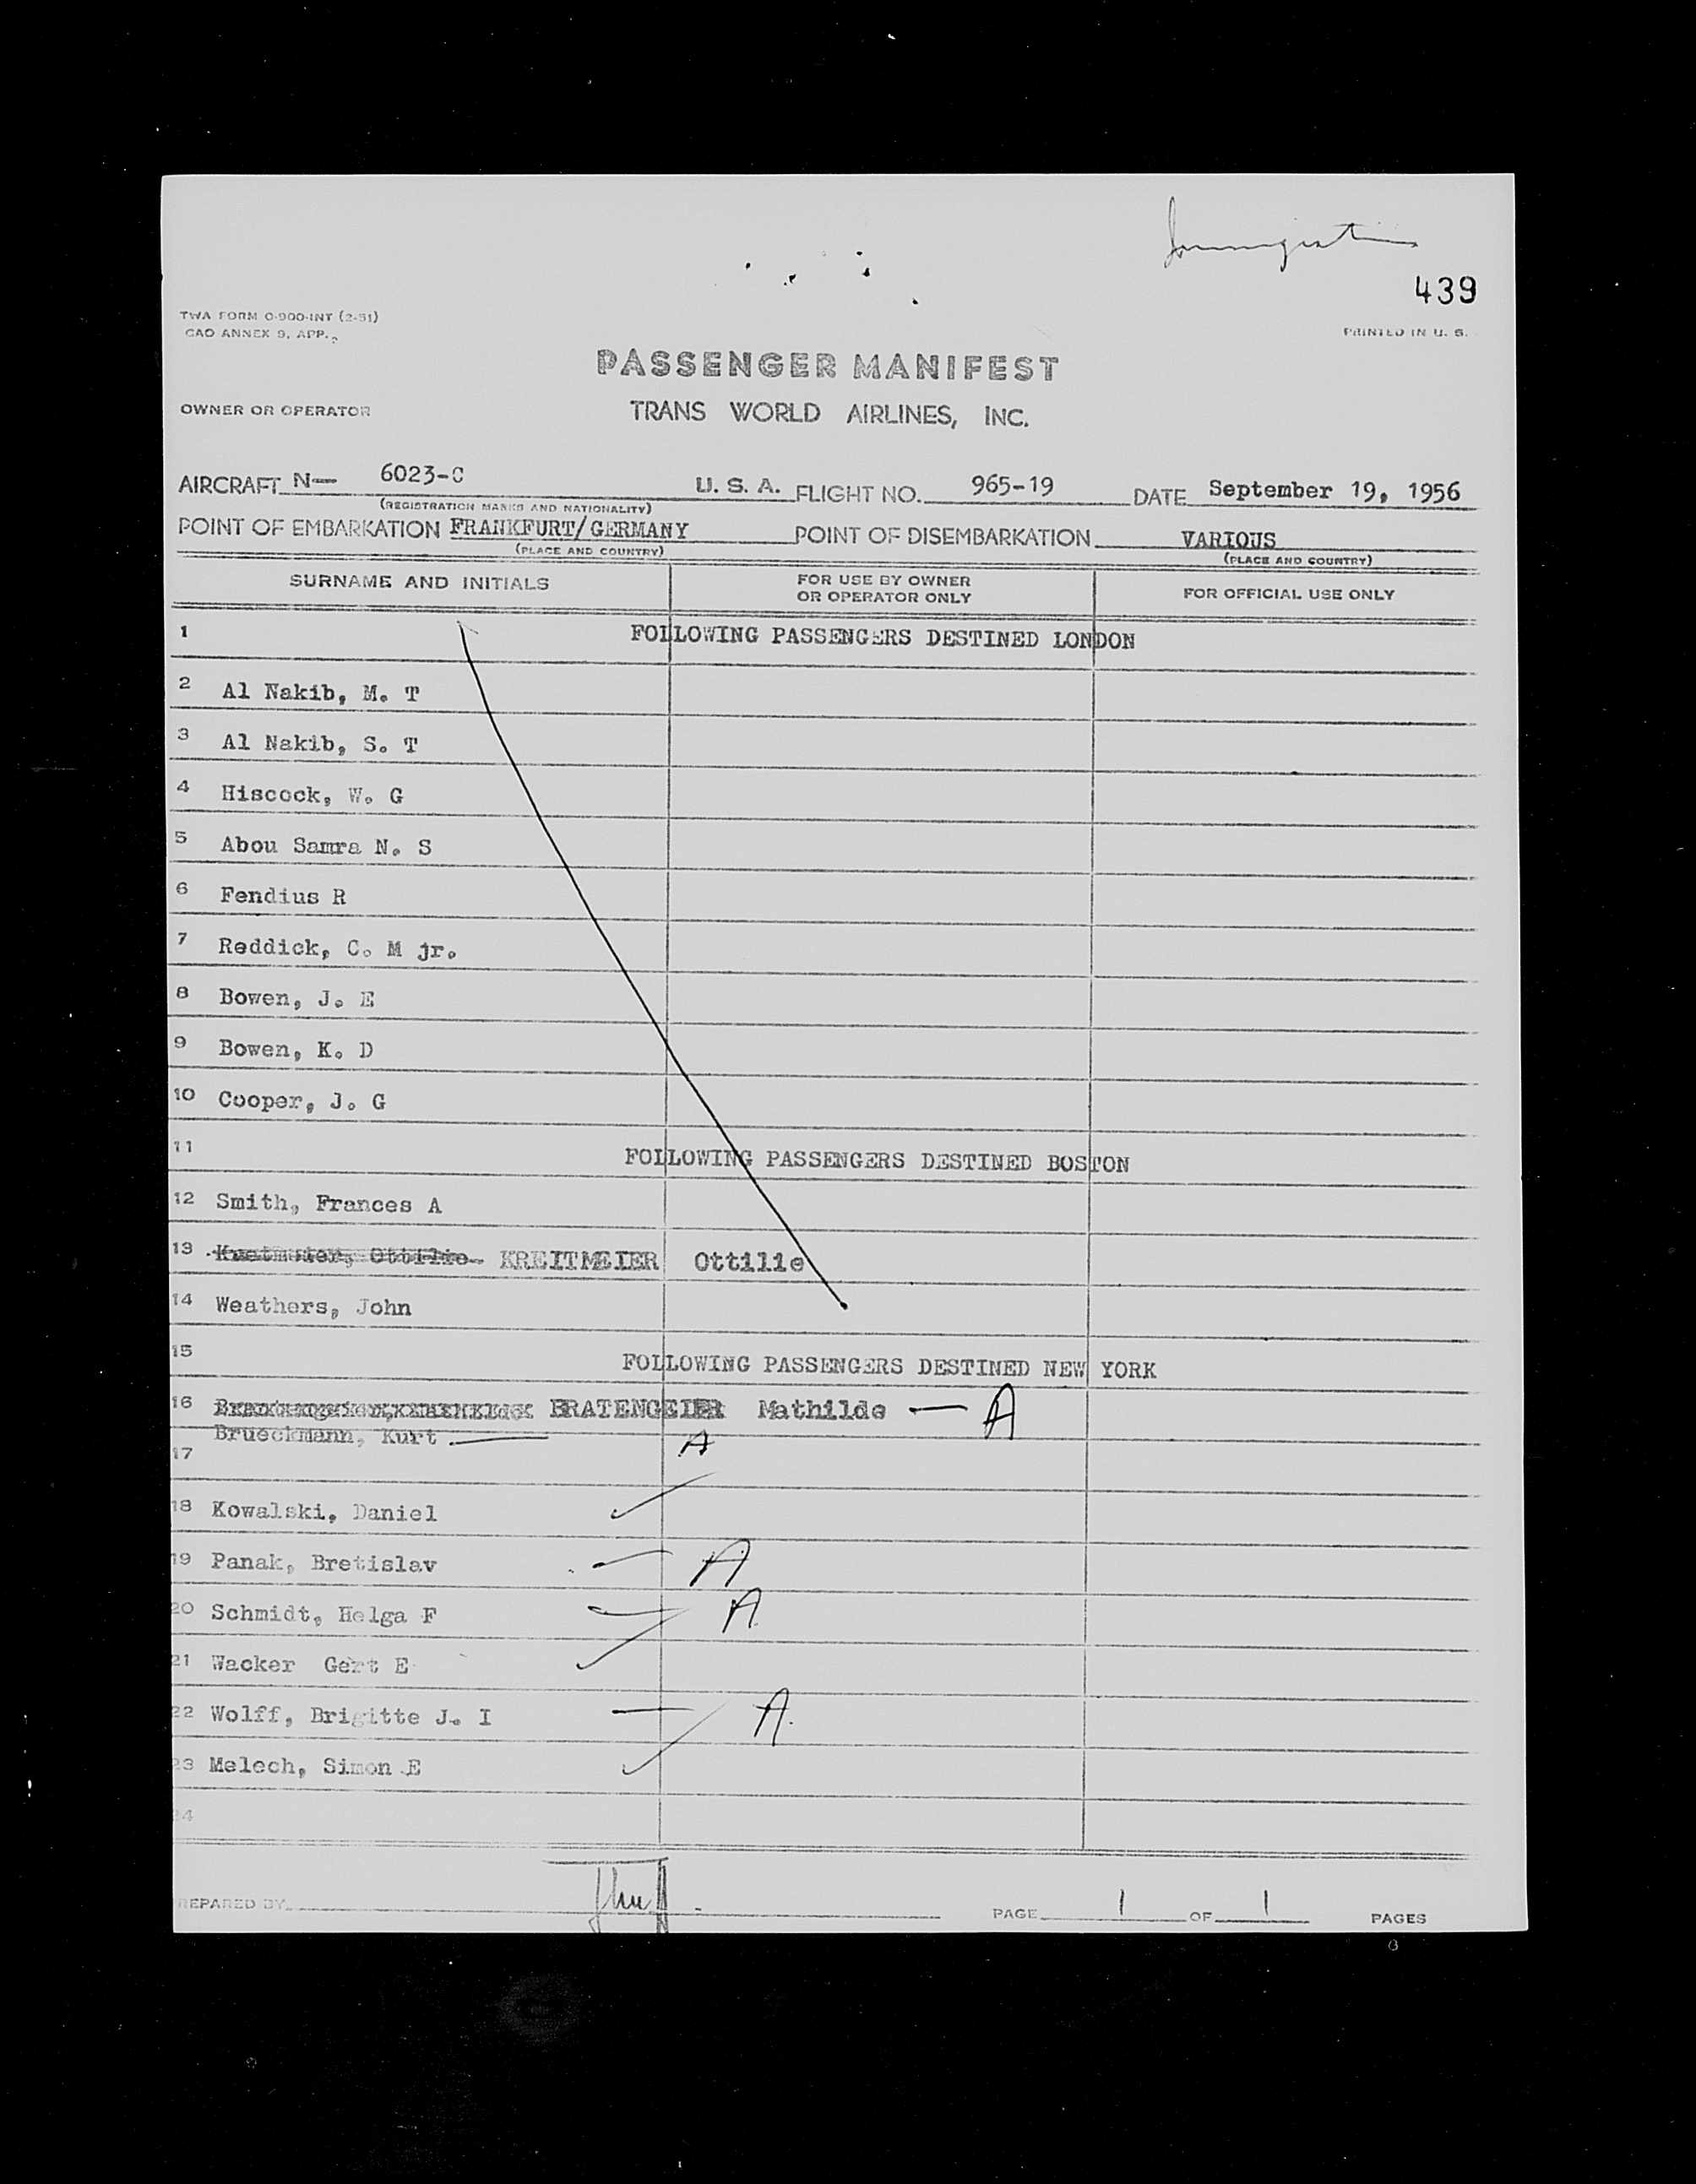 Immigration
439
TWA FORM O-900-INT (2-51)
CAO ANNEX 9, APP.,
PRINTED IN U. S.
PASSENGER MANIFEST
OWNER OR OPERATOR TRANS WORLD AIRLINES, INC.
AIRCRAFT N— 6023-C U. S. A. FLIGHT NO. 965-19 DATE September 19, 1956
(REGISTRATION MARKS AND NATIONALITY)
POINT OF EMBARKATION FRANKFURT/GERMANY POINT OF DISEMBARKATION VARIOUS
(PLACE AND COUNTRY) (PLACE AND COUNTRY)
SURNAME AND INITIALS FOR USE BY OWNER OR OPERATOR ONLY FOR OFFICIAL USE ONLY
1 FOLLOWING PASSENGERS DESTINED LONDON
2 Al Nakib, M. T
3 Al Nakib, S. T
4 Hiscock, W. G
5 Abou Samra N. S
6 Fendius R
7 Reddick, C. M jr.
8 Bowen, J. E
9 Bowen, K. D
10 Cooper, J. G
11 FOLLOWING PASSENGERS DESTINED BOSTON
12 Smith, Frances A
13 KREITMEIER Ottilie
14 Weathers, John
15 FOLLOWING PASSENGERS DESTINED NEW YORK
16 BRATENGEIER Mathilde — A
Brueckmann, Kurt — A
17
18 Kowalski, Daniel
19 Panak, Bretislav — A
20 Schmidt, Helga F — A
21 Wacker Gert E
22 Wolff, Brigitte J. I — A.
23 Melech, Simon E
24
PREPARED BY PAGE 1 OF 1 PAGES